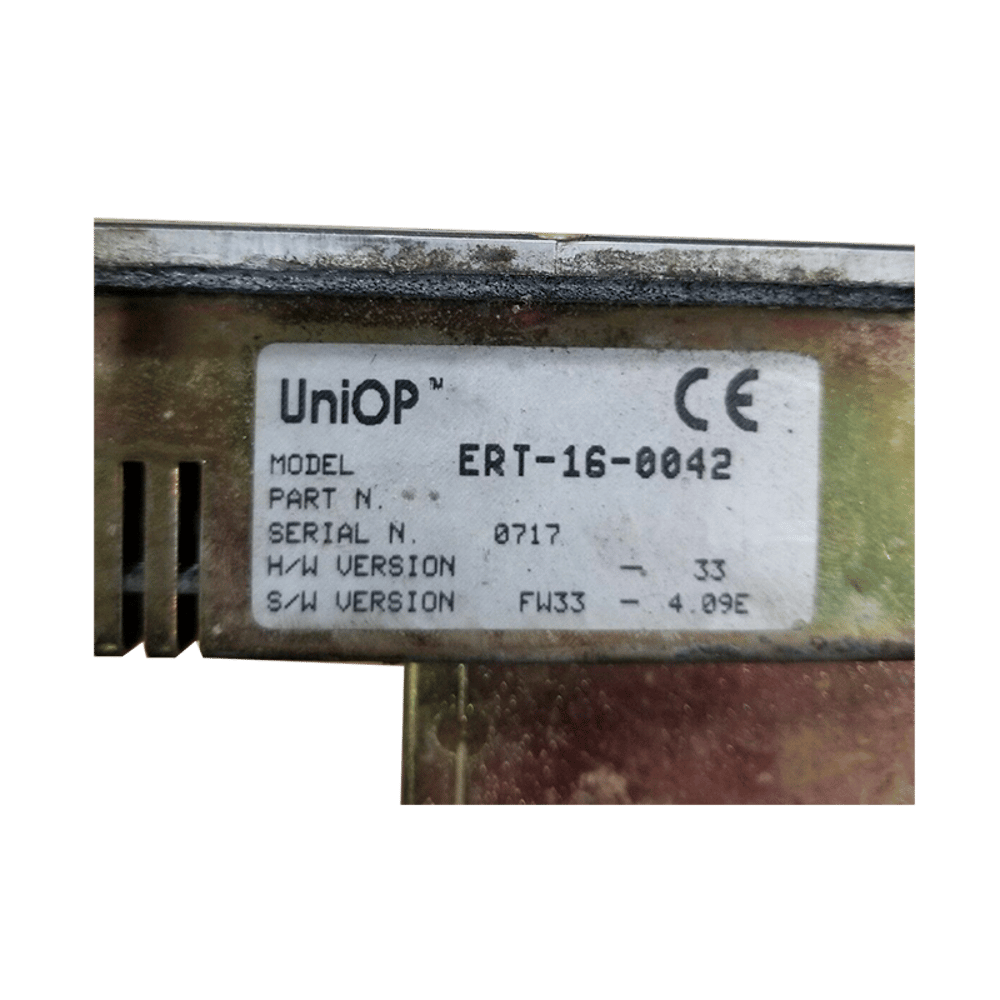 UniOP™ CE
MODEL ERT-16-0042
PART N.
SERIAL N. 0717
H/W VERSION - 33
S/W VERSION FW33 - 4.09E